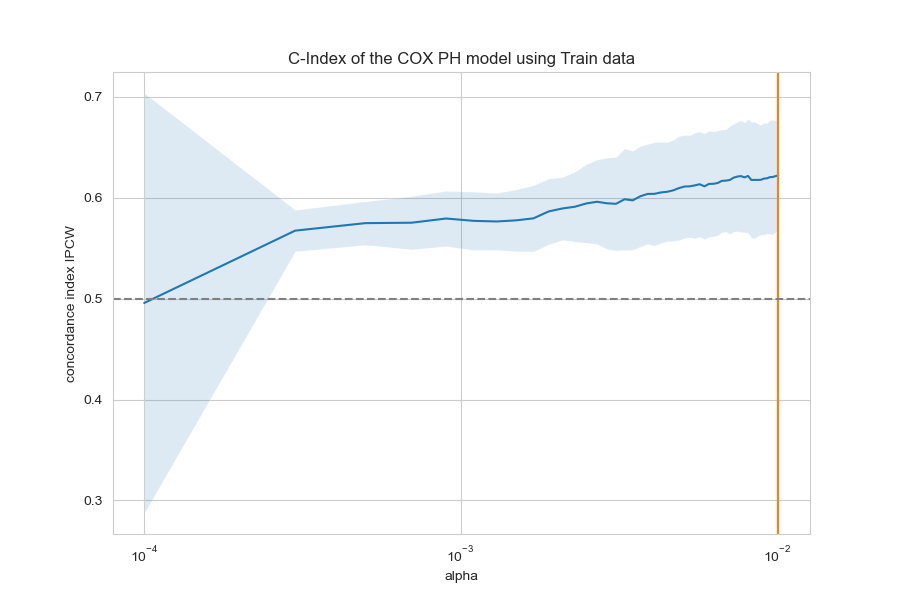 C-Index of the COX PH model using Train data
concordance index IPCW
0.7
0.6
0.5
0.4
0.3
10⁻⁴
10⁻³
10⁻²
alpha